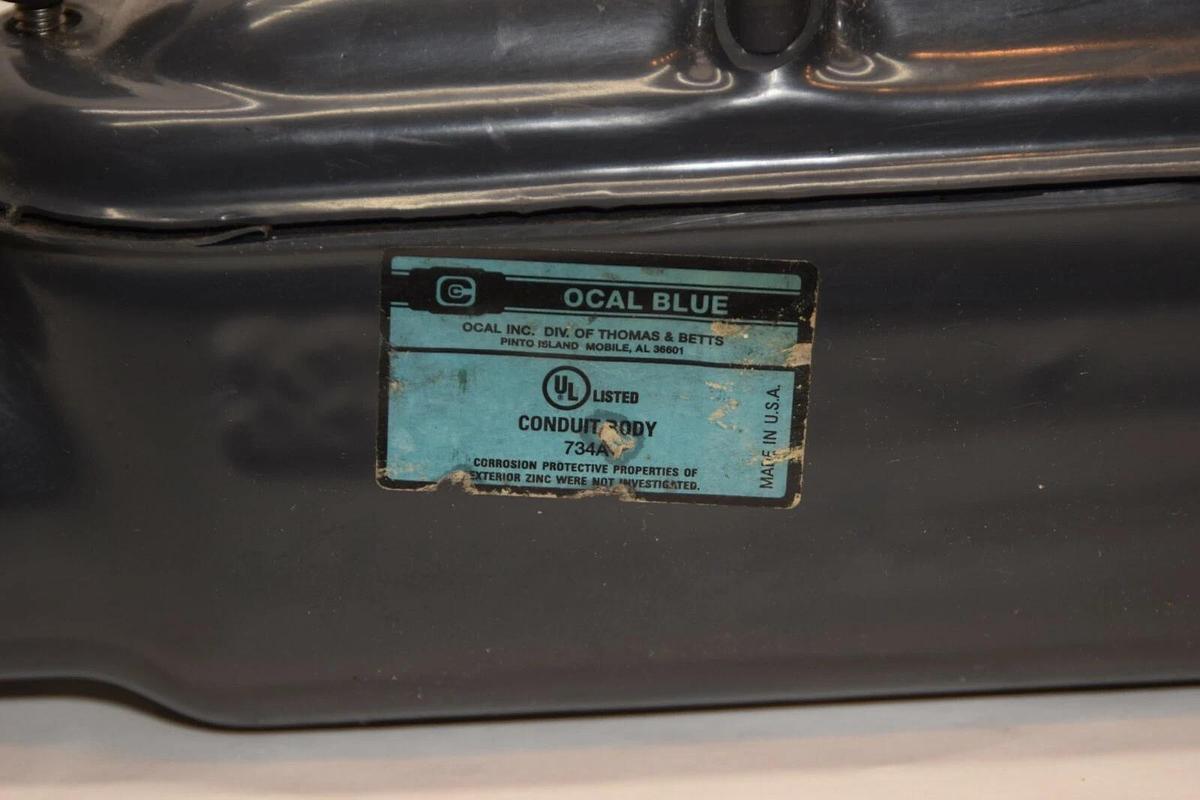 OCAL BLUE
OCAL INC. DIV. OF THOMAS & BETTS
PINTO ISLAND MOBILE, AL 36601
UL LISTED
CONDUIT BODY
734A
CORROSION PROTECTIVE PROPERTIES OF
EXTERIOR ZINC WERE NOT INVESTIGATED.
MADE IN U.S.A.